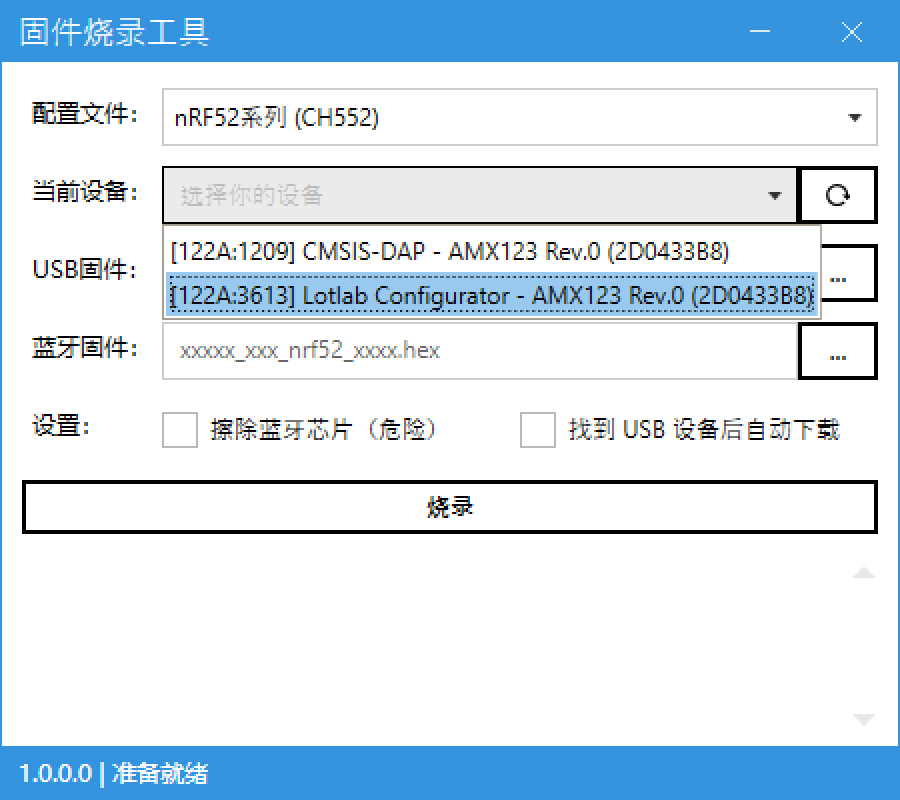 固件烧录工具
配置文件： nRF52系列 (CH552)
当前设备： 选择你的设备
[122A:1209] CMSIS-DAP - AMX123 Rev.0 (2D0433B8)
USB固件： ...
[122A:3613] Lotlab Configurator - AMX123 Rev.0 (2D0433B8)
蓝牙固件： xxxxx_xxx_nrf52_xxxx.hex ...
设置： 擦除蓝牙芯片（危险） 找到 USB 设备后自动下载
烧录
1.0.0.0 | 准备就绪